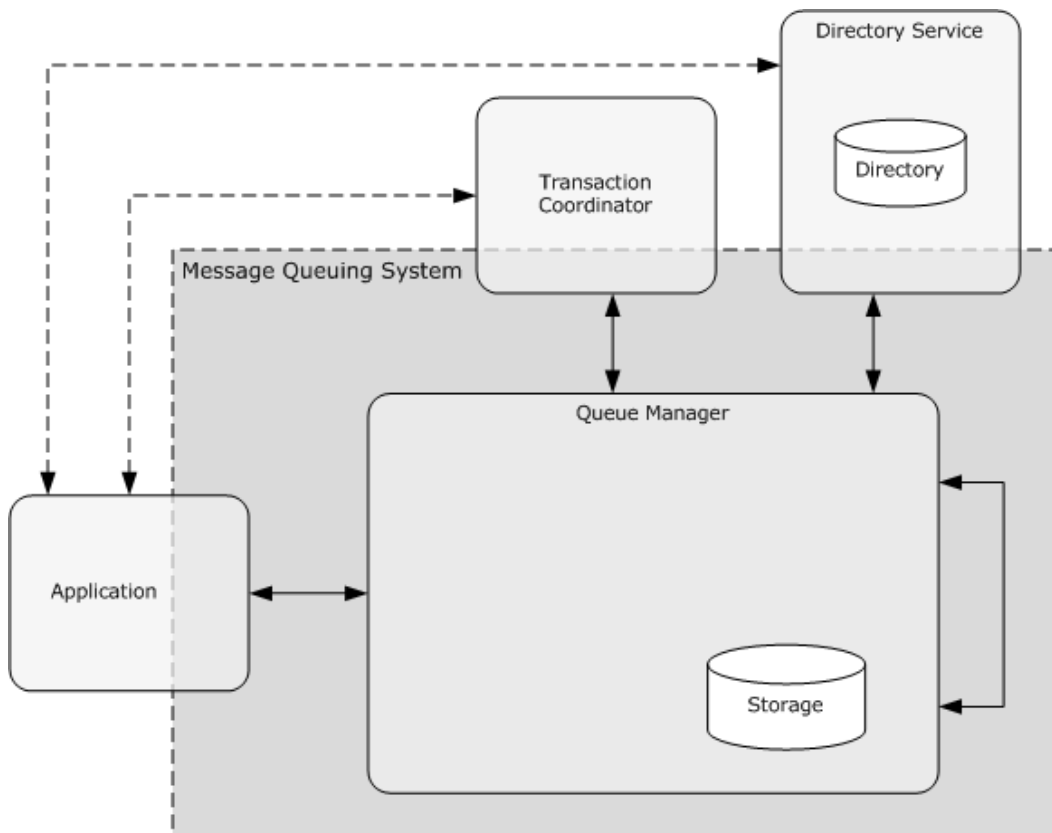 Directory Service
Directory
Transaction
Coordinator
Message Queuing System
Queue Manager
Application
Storage